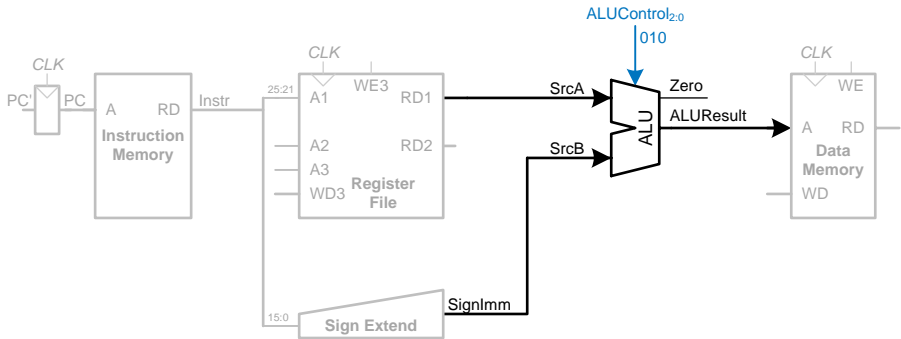 ALUControl2:0
010
CLK
CLK
CLK
PC'
PC
A
RD
Instr
Instruction
Memory
25:21
A1
WE3
RD1
A2
RD2
A3
WD3
Register
File
SrcA
SrcB
ALU
Zero
ALUResult
WE
A
RD
Data
Memory
WD
15:0
Sign Extend
SignImm